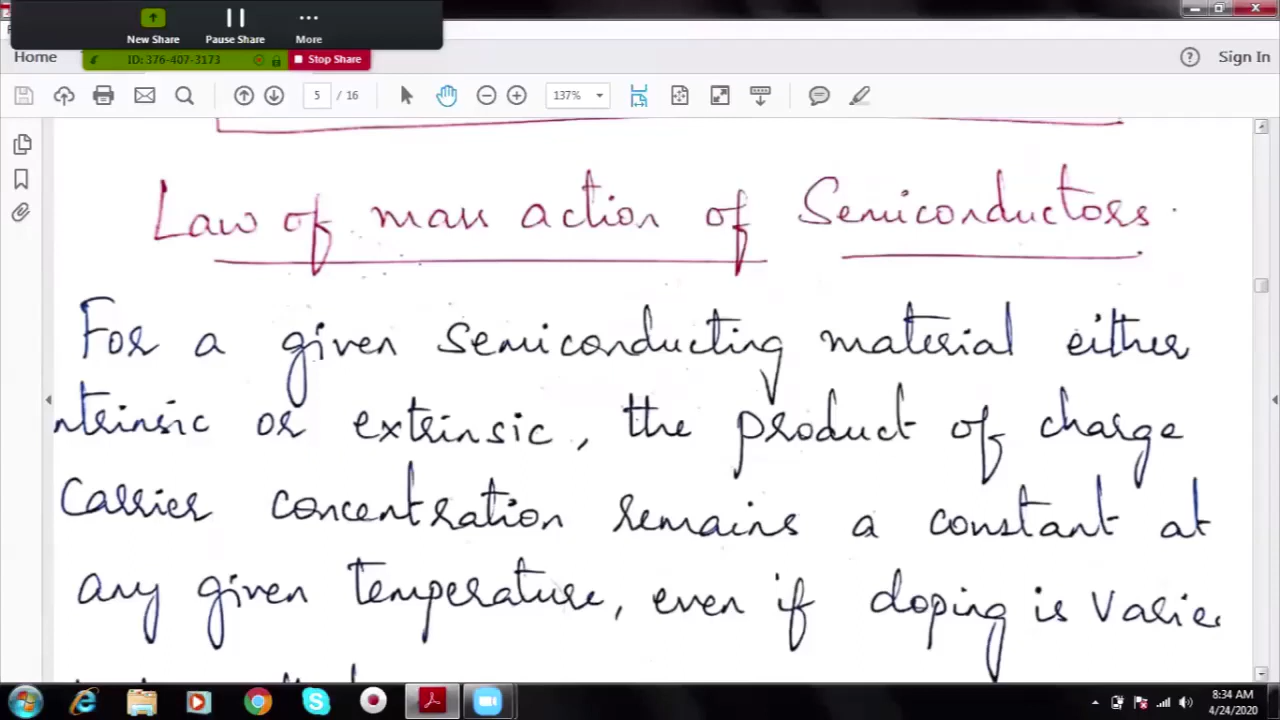 New Share
Pause Share
More
Home
ID: 376-407-3173
Stop Share
Sign In
5 / 16
137%
Law of mass action of Semiconductors.
For a given semiconducting material either
ntrinsic or extrinsic, the product of charge
Carrier concentration remains a constant at
any given temperature, even if doping is varie
8:34 AM
4/24/2020